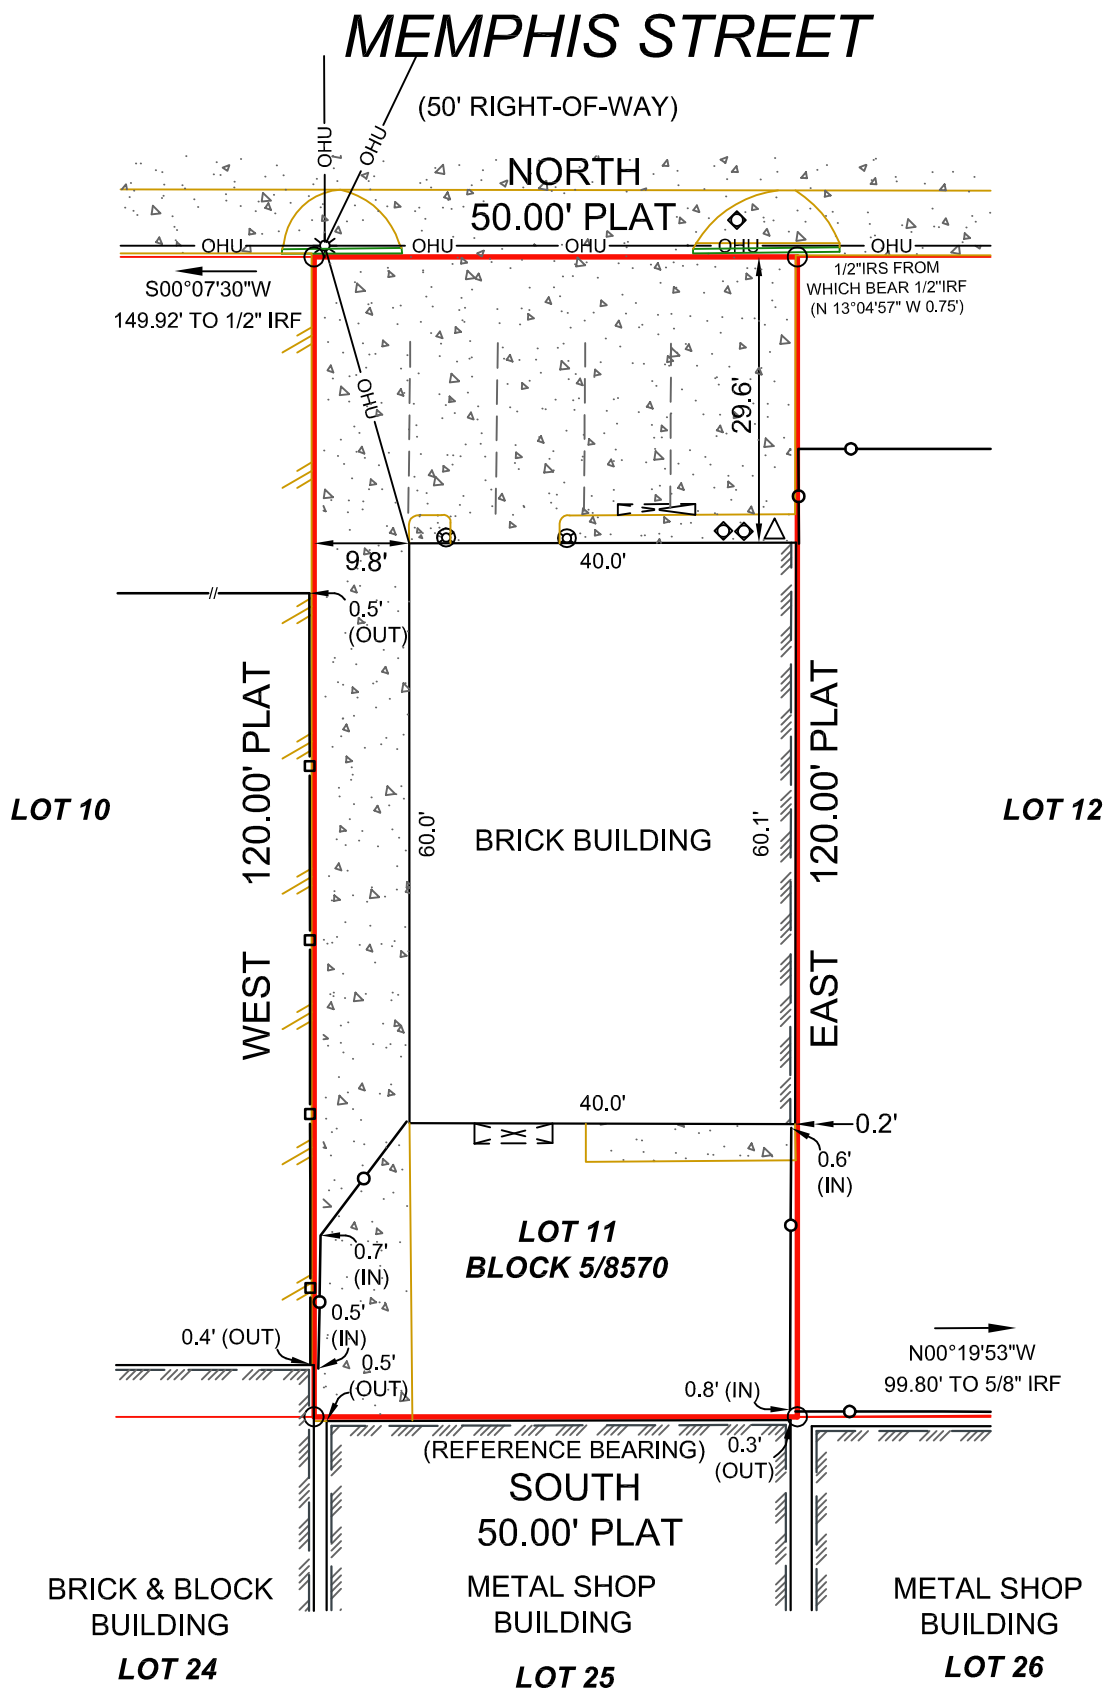 MEMPHIS STREET
(50' RIGHT-OF-WAY)
OHU
OHU
NORTH
50.00' PLAT
OHU
OHU
OHU
OHU
OHU
S00°07'30"W
149.92' TO 1/2" IRF
1/2"IRS FROM
WHICH BEAR 1/2"IRF
(N 13°04'57" W 0.75')
OHU
29.6'
9.8'
40.0'
0.5'
(OUT)
WEST 120.00' PLAT
EAST 120.00' PLAT
LOT 10
LOT 12
60.0'
BRICK BUILDING
60.1'
40.0'
0.2'
0.6'
(IN)
LOT 11
BLOCK 5/8570
0.7'
(IN)
0.5'
(IN)
0.4' (OUT)
0.5'
(OUT)
N00°19'53"W
99.80' TO 5/8" IRF
0.8' (IN)
0.3'
(OUT)
(REFERENCE BEARING)
SOUTH
50.00' PLAT
BRICK & BLOCK
BUILDING
LOT 24
METAL SHOP
BUILDING
LOT 25
METAL SHOP
BUILDING
LOT 26